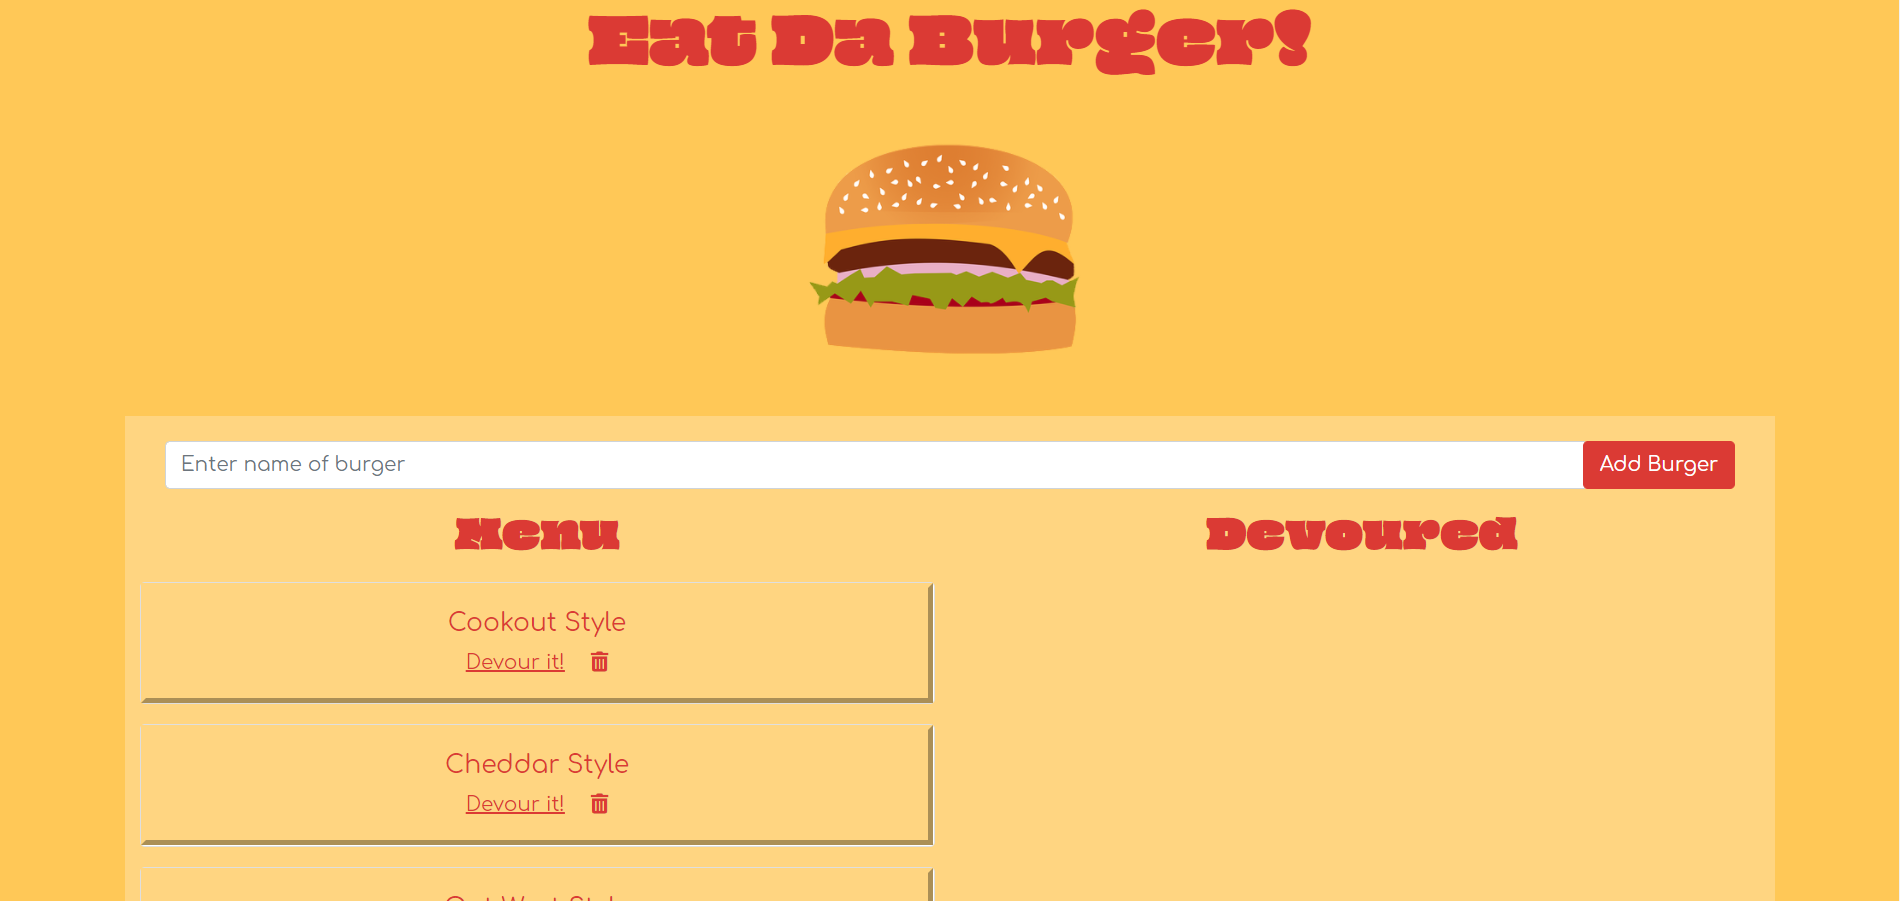 Eat Da Burger!
Enter name of burger
Add Burger
Menu
Devoured
Cookout Style
Devour it!
Cheddar Style
Devour it!